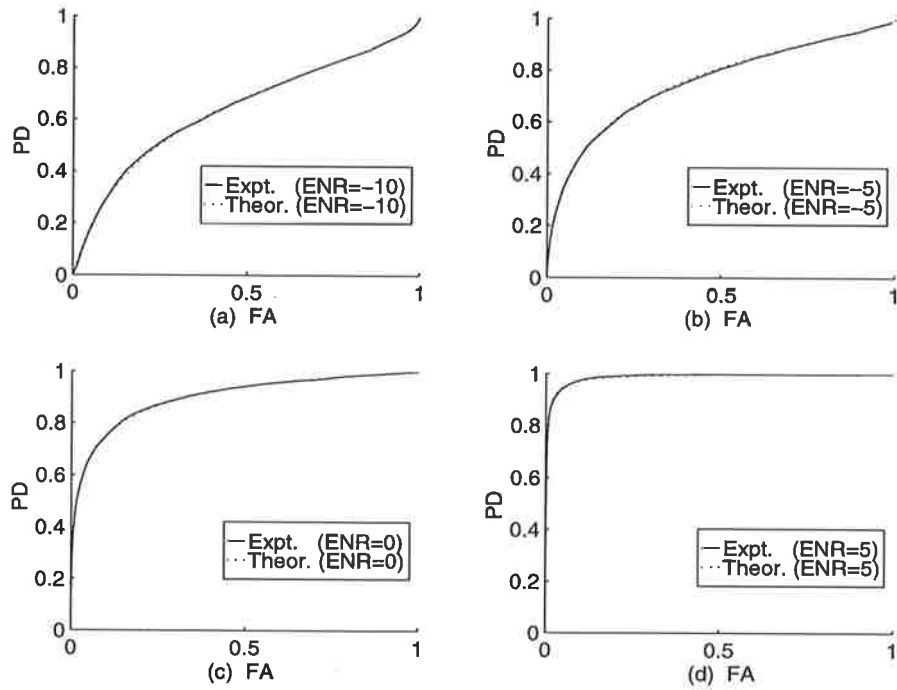 1
0.8
0.6
0.4
0.2
0
PD
Expt. (ENR=−10)
Theor. (ENR=−10)
0
0.5
1
(a) FA
1
0.8
0.6
0.4
0.2
0
PD
Expt. (ENR=−5)
Theor. (ENR=−5)
0
0.5
1
(b) FA
1
0.8
0.6
0.4
0.2
0
PD
Expt. (ENR=0)
Theor. (ENR=0)
0
0.5
1
(c) FA
1
0.8
0.6
0.4
0.2
0
PD
Expt. (ENR=5)
Theor. (ENR=5)
0
0.5
1
(d) FA